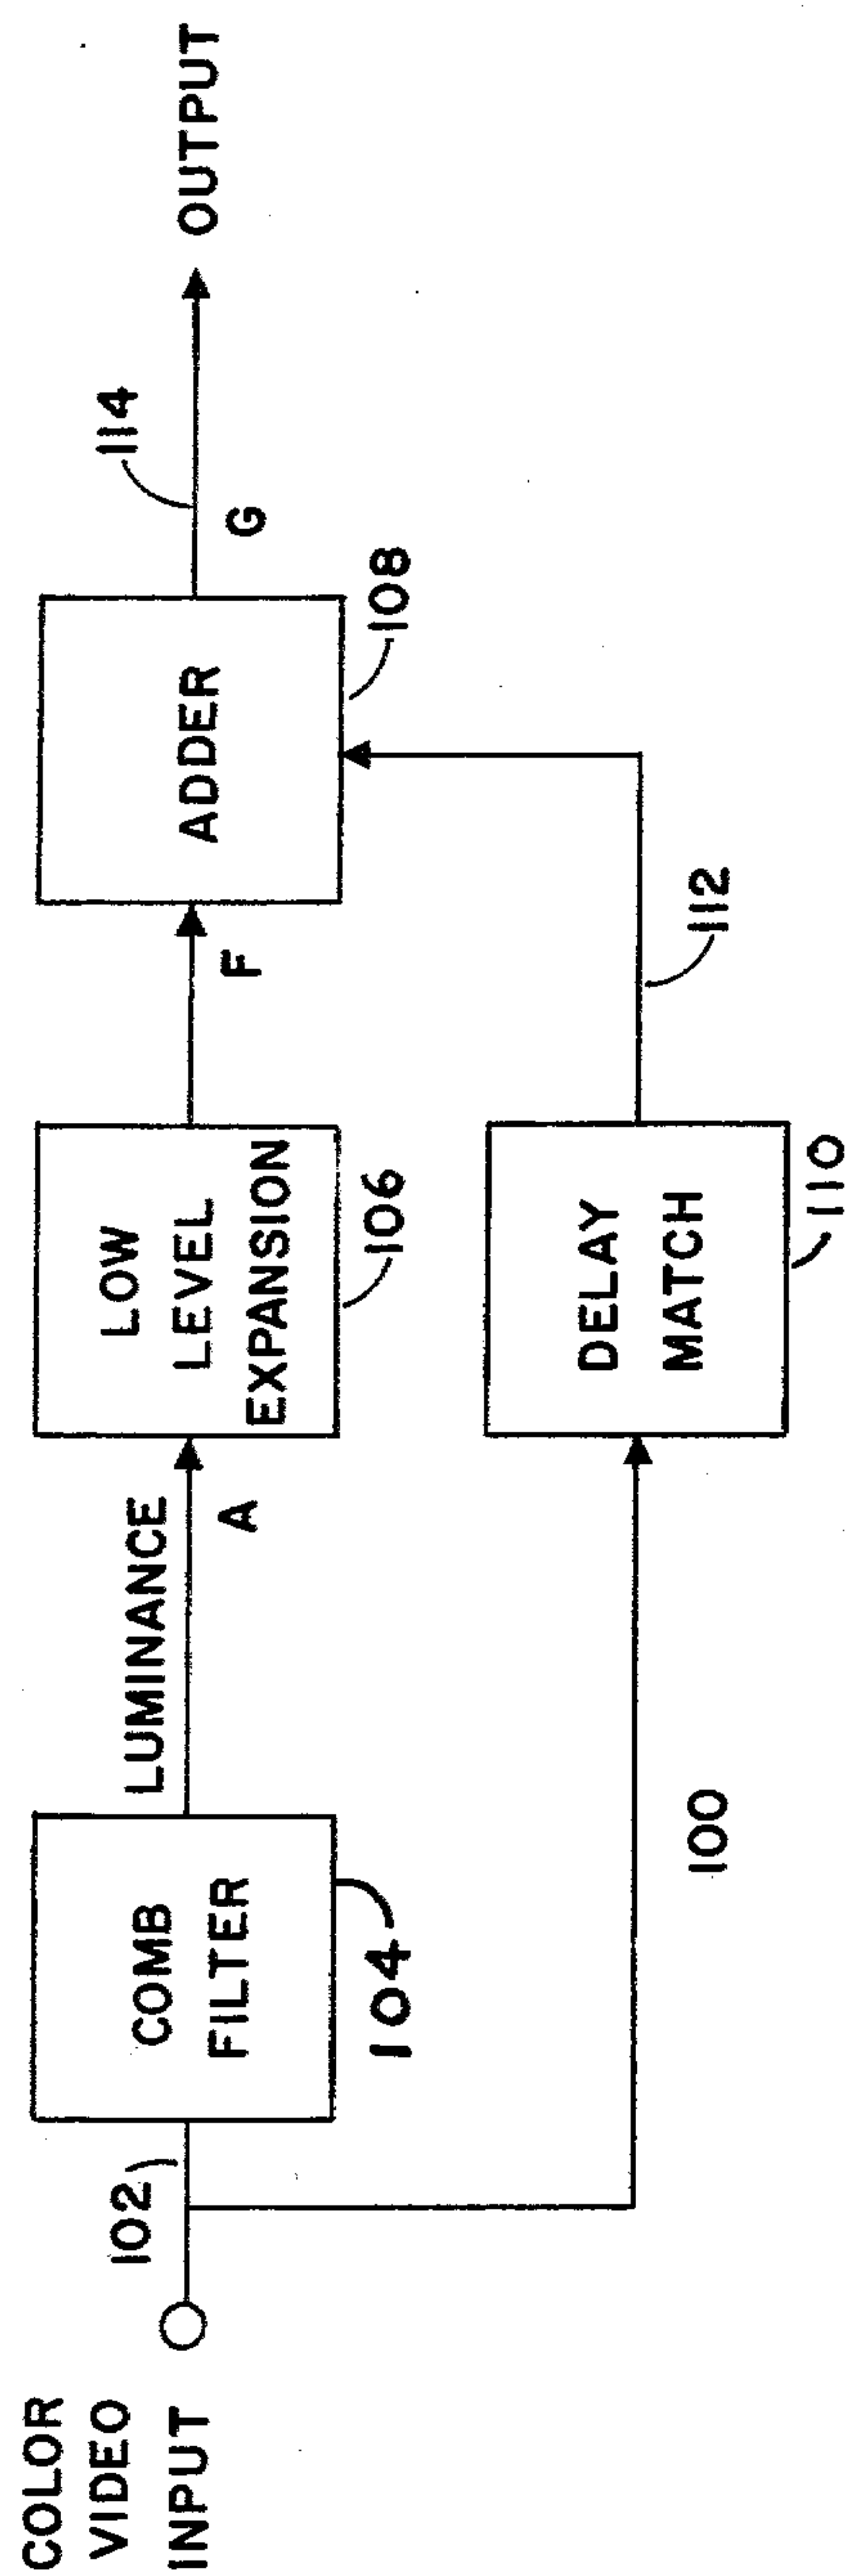 COLOR
VIDEO
INPUT
102
COMB
FILTER
104
LUMINANCE
A
LOW
LEVEL
EXPANSION
106
F
ADDER
108
114
G
OUTPUT
100
DELAY
MATCH
110
112